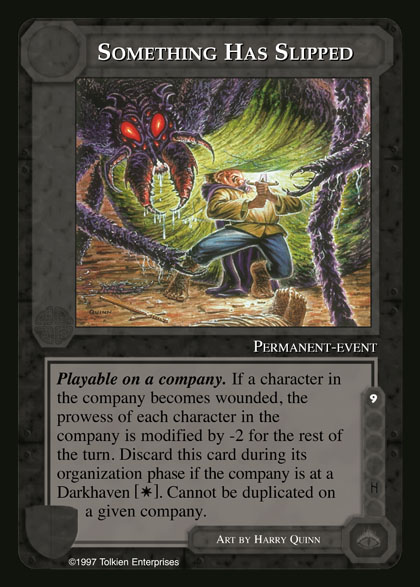 SOMETHING HAS SLIPPED
QUINN
PERMANENT-EVENT
Playable on a company. If a character in
the company becomes wounded, the
prowess of each character in the
company is modified by -2 for the rest of
the turn. Discard this card during its
organization phase if the company is at a
Darkhaven [✷]. Cannot be duplicated on
a given company.
9
H
ART BY HARRY QUINN
©1997 Tolkien Enterprises